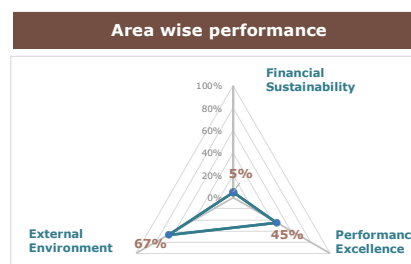 Area wise performance
Financial
Sustainability
100%
80%
60%
40%
20%
0%
5%
External
Environment
67%
45%
Performance
Excellence